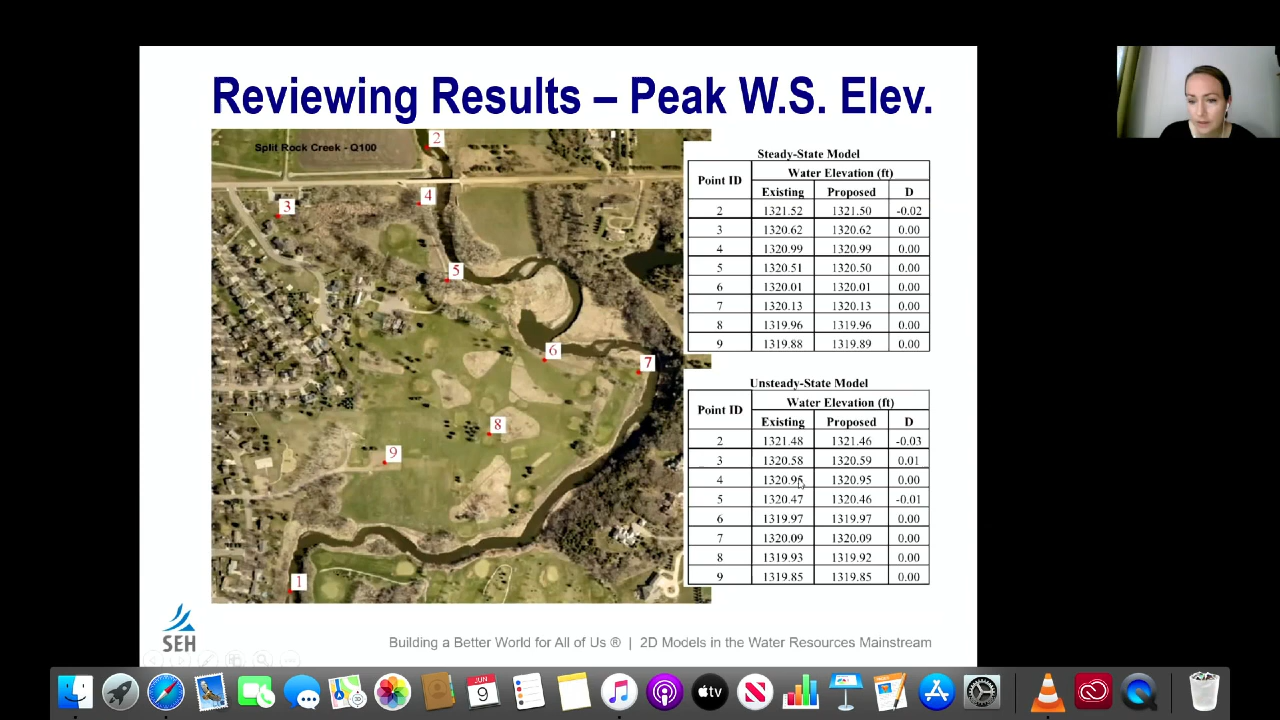 Reviewing Results – Peak W.S. Elev.
Split Rock Creek - Q100
2
3
4
5
6
7
8
9
1
Steady-State Model
Point ID Water Elevation (ft)
Existing Proposed D
2 1321.52 1321.50 -0.02
3 1320.62 1320.62 0.00
4 1320.99 1320.99 0.00
5 1320.51 1320.50 0.00
6 1320.01 1320.01 0.00
7 1320.13 1320.13 0.00
8 1319.96 1319.96 0.00
9 1319.88 1319.89 0.00
Unsteady-State Model
Point ID Water Elevation (ft)
Existing Proposed D
2 1321.48 1321.46 -0.03
3 1320.58 1320.59 0.01
4 1320.95 1320.95 0.00
5 1320.47 1320.46 -0.01
6 1319.97 1319.97 0.00
7 1320.09 1320.09 0.00
8 1319.93 1319.92 0.00
9 1319.85 1319.85 0.00
SEH
Building a Better World for All of Us ® | 2D Models in the Water Resources Mainstream
JUN
9
tv